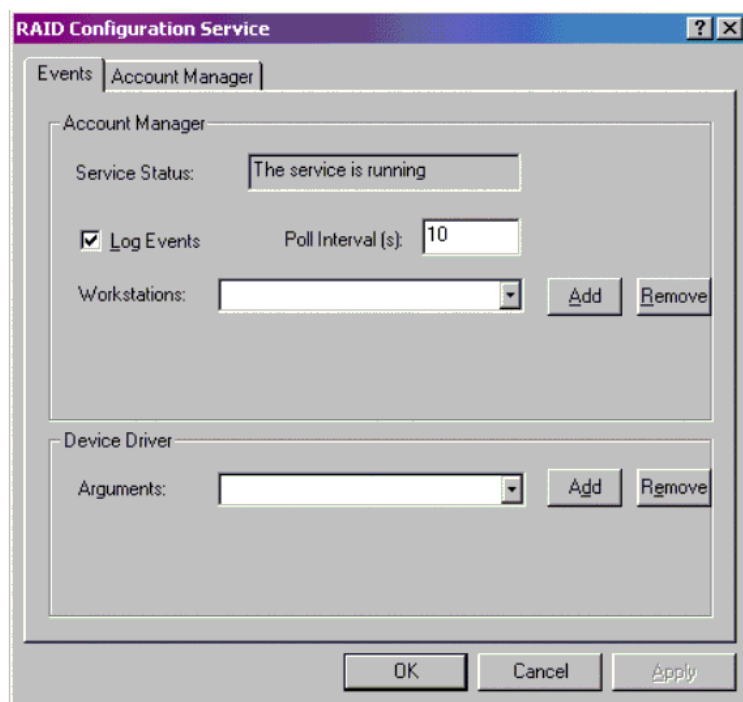 RAID Configuration Service
Events Account Manager
Account Manager
Service Status: The service is running
Log Events Poll Interval (s): 10
Workstations: Add Remove
Device Driver
Arguments: Add Remove
OK Cancel Apply